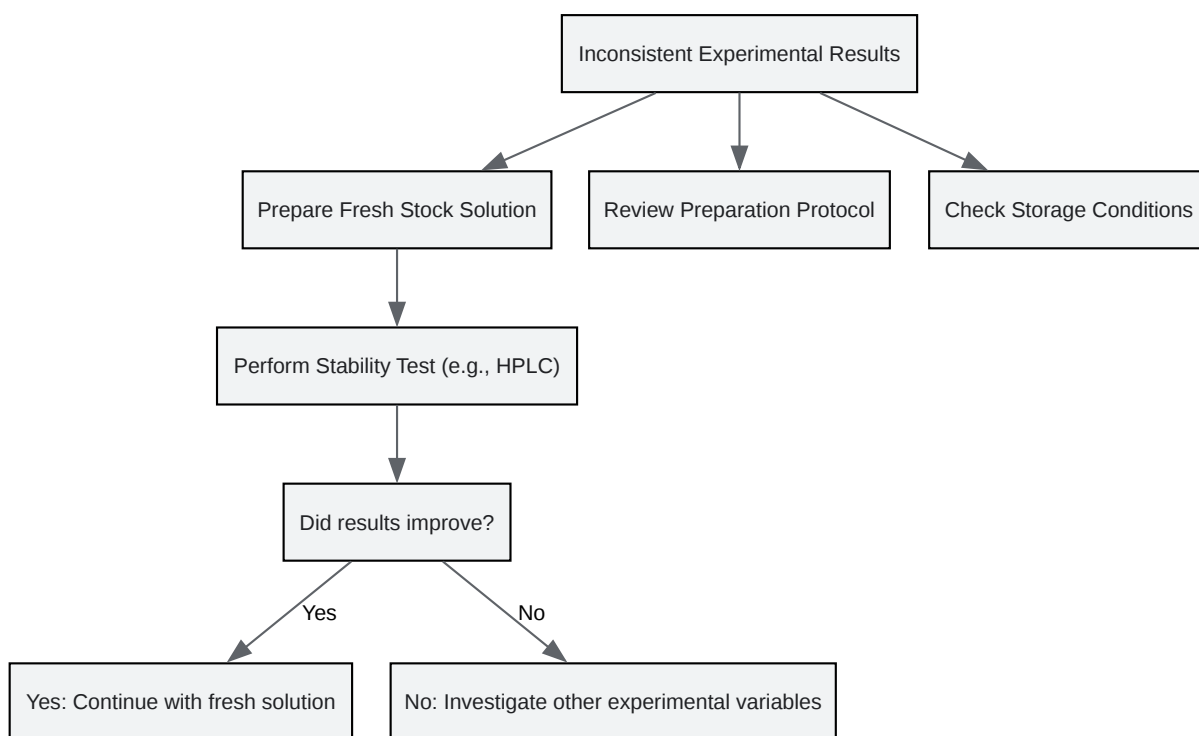 Inconsistent Experimental Results
Prepare Fresh Stock Solution
Review Preparation Protocol
Check Storage Conditions
Perform Stability Test (e.g., HPLC)
Did results improve?
Yes
No
Yes: Continue with fresh solution
No: Investigate other experimental variables